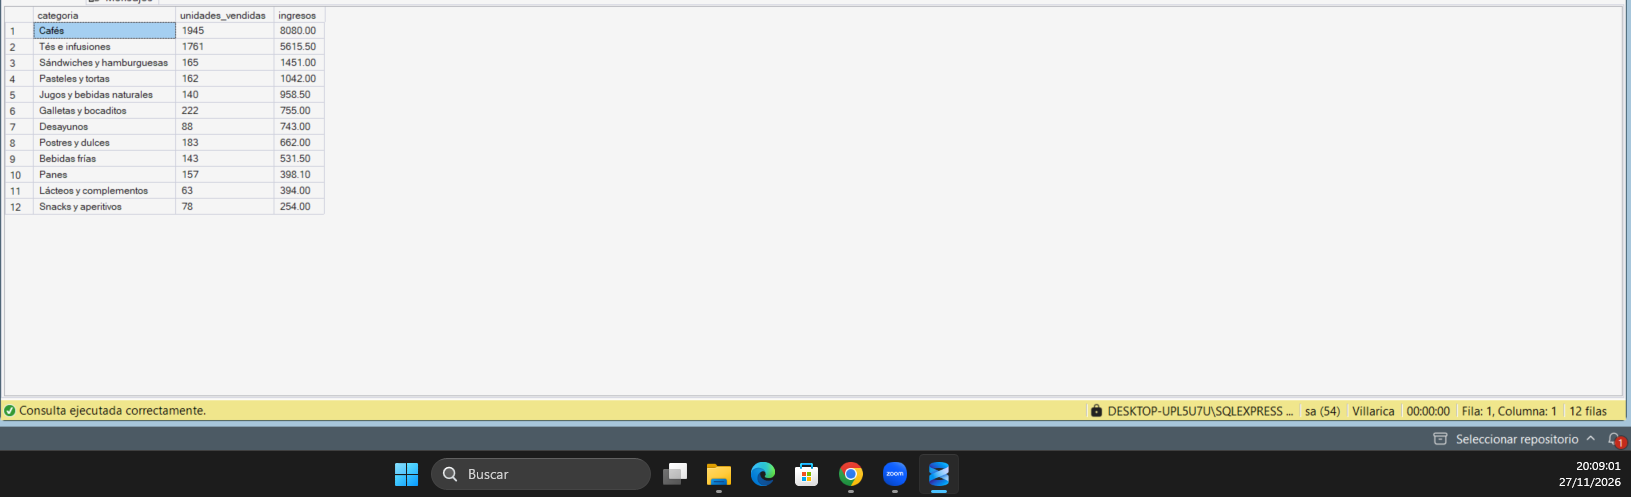 Mensajes
categoria unidades_vendidas ingresos
1 Cafés 1945 8080.00
2 Tés e infusiones 1761 5615.50
3 Sándwiches y hamburguesas 165 1451.00
4 Pasteles y tortas 162 1042.00
5 Jugos y bebidas naturales 140 958.50
6 Galletas y bocaditos 222 755.00
7 Desayunos 88 743.00
8 Postres y dulces 183 662.00
9 Bebidas frías 143 531.50
10 Panes 157 398.10
11 Lácteos y complementos 63 394.00
12 Snacks y aperitivos 78 254.00
Consulta ejecutada correctamente. DESKTOP-UPL5U7U\SQLEXPRESS ... sa (54) Villarica 00:00:00 Fila: 1, Columna: 1 12 filas
Seleccionar repositorio 1
Buscar zoom 20:09:01
27/11/2026